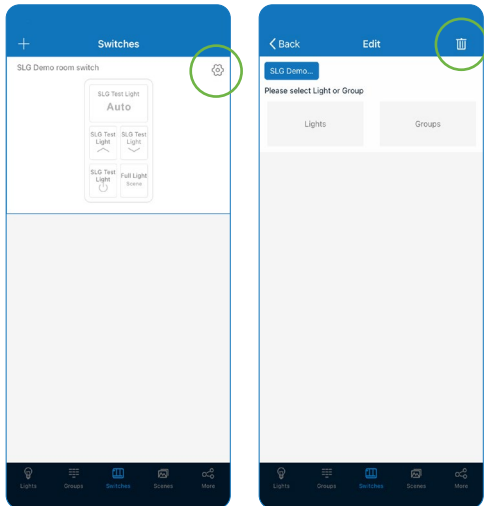 Switches
SLG Demo room switch
SLG Test Light
Auto
SLG Test
Light
SLG Test
Light
SLG Test
Light
Full Light
Scene
Lights
Groups
Switches
Scenes
More
Back
Edit
SLG Demo...
Please select Light or Group
Lights
Groups
Lights
Groups
Switches
Scenes
More